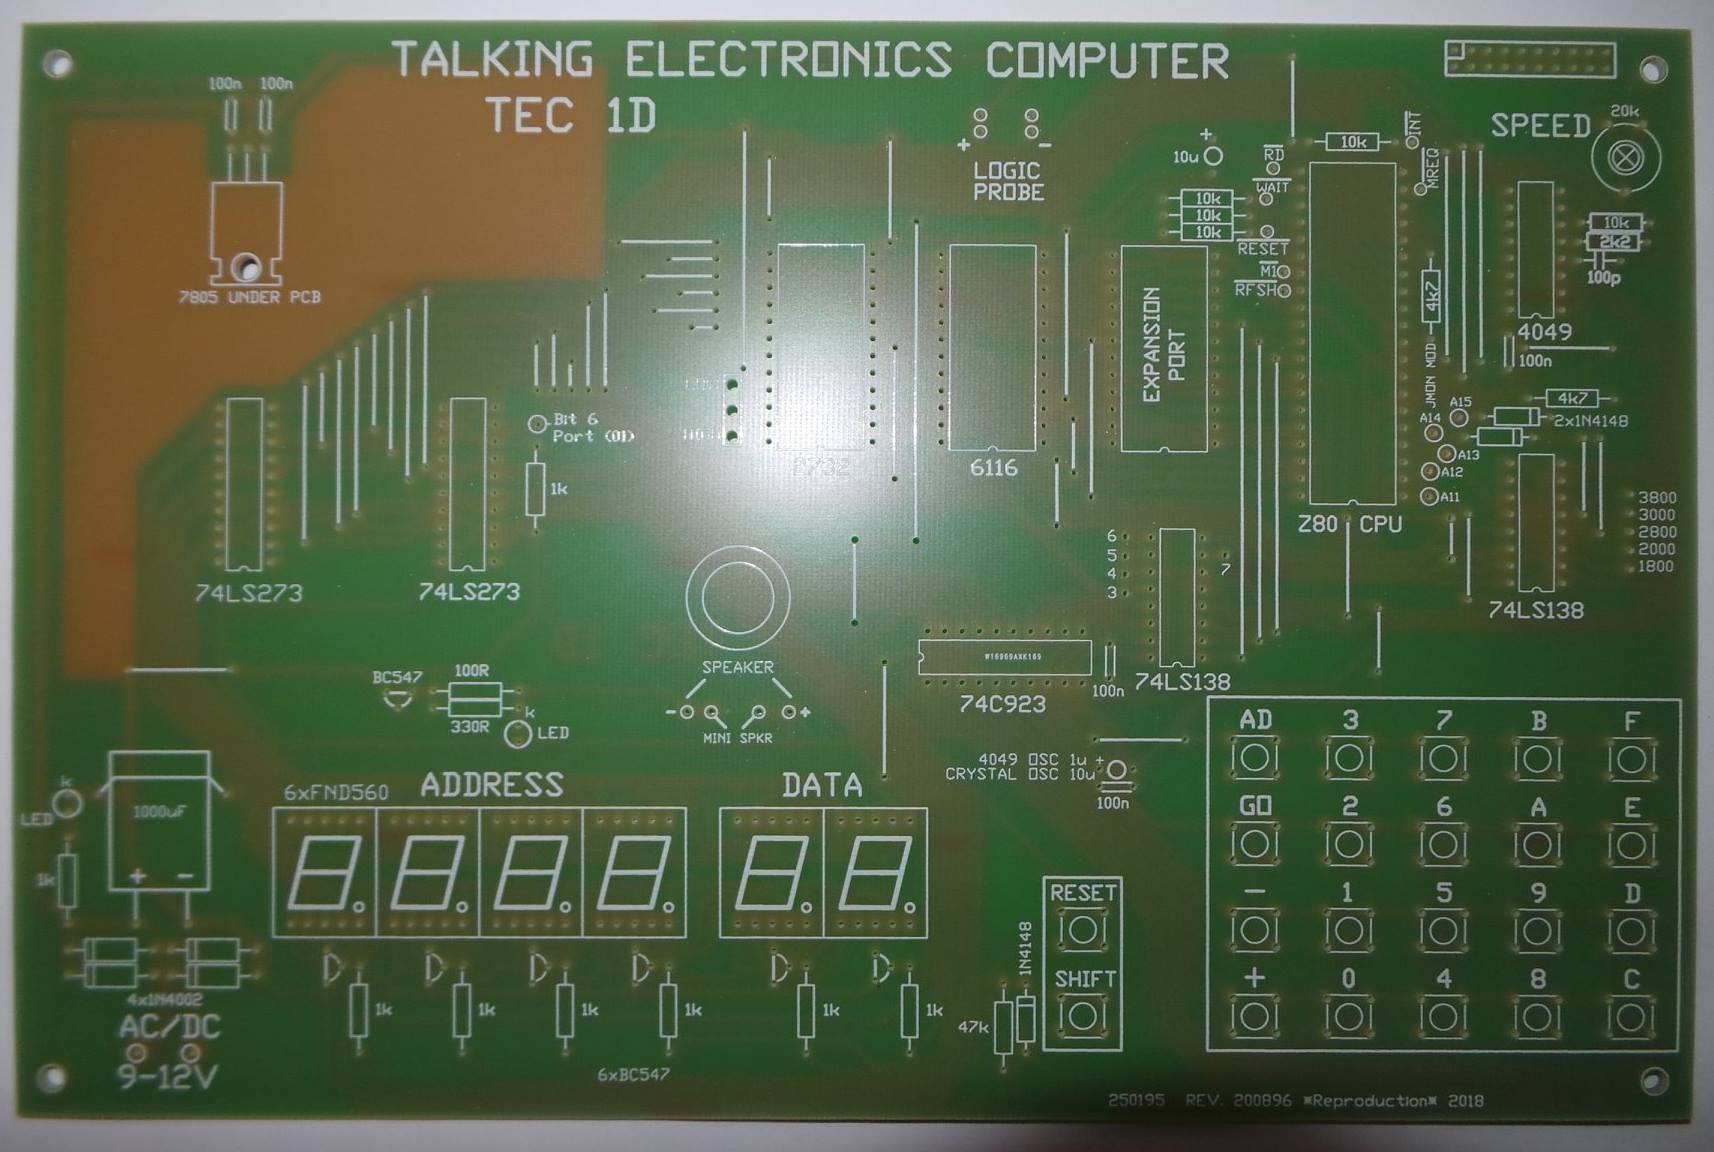 TALKING ELECTRONICS COMPUTER
TEC 1D
100n 100n
7805 UNDER PCB
+ -
LOGIC
PROBE
+
10u
RD
WAIT
10k
10k
10k
RESET
M1
RFSH
10k
INT
MREQ
SPEED
20k
10k
2k2
100p
4049
100n
4k7
JMON MOD
EXPANSION
PORT
6116
Z80 CPU
4k7
2x1N4148
A15
A14
A13
A12
A11
3800
3000
2800
2000
1800
74LS138
Bit 6
Port (01)
1k
74LS273
74LS273
6
5
4
3
7
74LS138
W16969AXK169
74C923
100n
SPEAKER
- +
MINI SPKR
BC547
100R
330R
k
LED
4049 OSC 1u +
CRYSTAL OSC 10u
100n
k
LED
1k
1000uF
+ -
4x1N4002
AC/DC
9-12V
6xFND560
ADDRESS
DATA
1k 1k 1k 1k 1k 1k
6xBC547
47k
1N4148
RESET
SHIFT
AD 3 7 B F
GO 2 6 A E
- 1 5 9 D
+ 0 4 8 C
250195 REV. 200896 *Reproduction* 2018